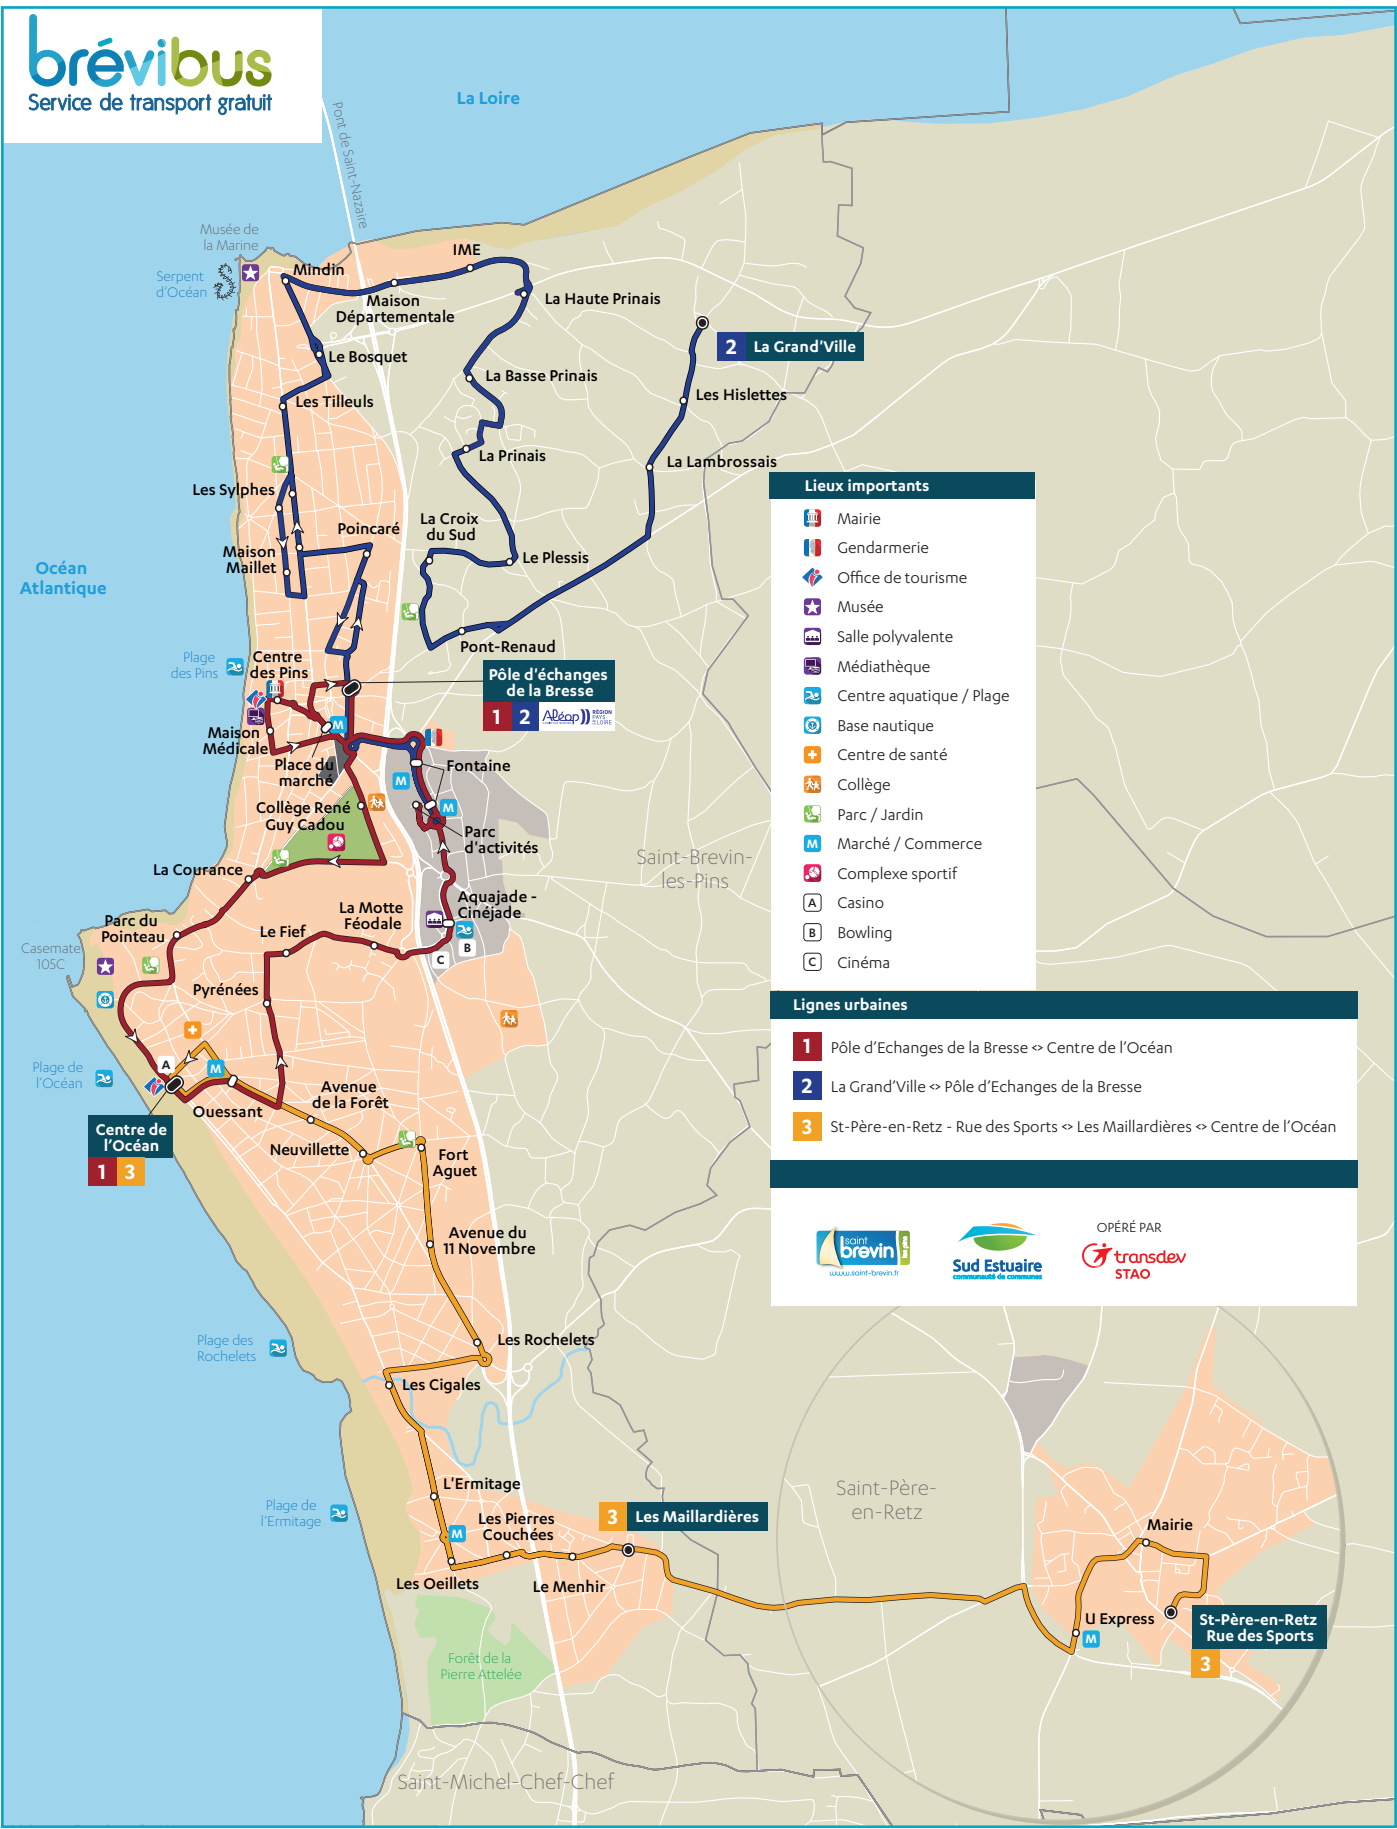 brévibus
Service de transport gratuit
La Loire
Pont de Saint-Nazaire
Musée de
la Marine
Serpent
d'Océan
Mindin
IME
Maison
Départementale
La Haute Prinais
2 La Grand'Ville
Le Bosquet
La Basse Prinais
Les Hislettes
Les Tilleuls
La Prinais
La Lambrossais
Les Sylphes
La Croix
du Sud
Poincaré
Maison
Maillet
Le Plessis
Océan
Atlantique
Pont-Renaud
Plage
des Pins
Centre
des Pins
Pôle d'échanges
de la Bresse
1 2 Aléop RÉGION PAYS DE LA LOIRE
M
Maison
Médicale
Place du
marché
Fontaine
M
M
Collège René
Guy Cadou
Parc
d'activités
Saint-Brevin-
les-Pins
La Courance
Aquajade -
Cinéjade
La Motte
Féodale
B
C
Parc du
Pointeau
Le Fief
Casemate
105C
Pyrénées
Plage de
l'Océan
A
M
Ouessant
Avenue
de la Forêt
Centre de
l'Océan
1 3
Neuvillette
Fort
Aguet
Avenue du
11 Novembre
Plage des
Rochelets
Les Rochelets
Les Cigales
L'Ermitage
Plage de
l'Ermitage
M
Les Pierres
Couchées
3 Les Maillardières
Les Oeillets
Le Menhir
Forêt de la
Pierre Attelée
Saint-Michel-Chef-Chef
Saint-Père-
en-Retz
Mairie
U Express
M
St-Père-en-Retz
Rue des Sports
3
Lieux importants
Mairie
Gendarmerie
Office de tourisme
Musée
Salle polyvalente
Médiathèque
Centre aquatique / Plage
Base nautique
Centre de santé
Collège
Parc / Jardin
M Marché / Commerce
Complexe sportif
A Casino
B Bowling
C Cinéma
Lignes urbaines
1 Pôle d'Echanges de la Bresse <> Centre de l'Océan
2 La Grand'Ville <> Pôle d'Echanges de la Bresse
3 St-Père-en-Retz - Rue des Sports <> Les Maillardières <> Centre de l'Océan
saint
brevin
les pins
www.saint-brevin.fr
Sud Estuaire
communauté de communes
OPÉRÉ PAR
transdev
STAO